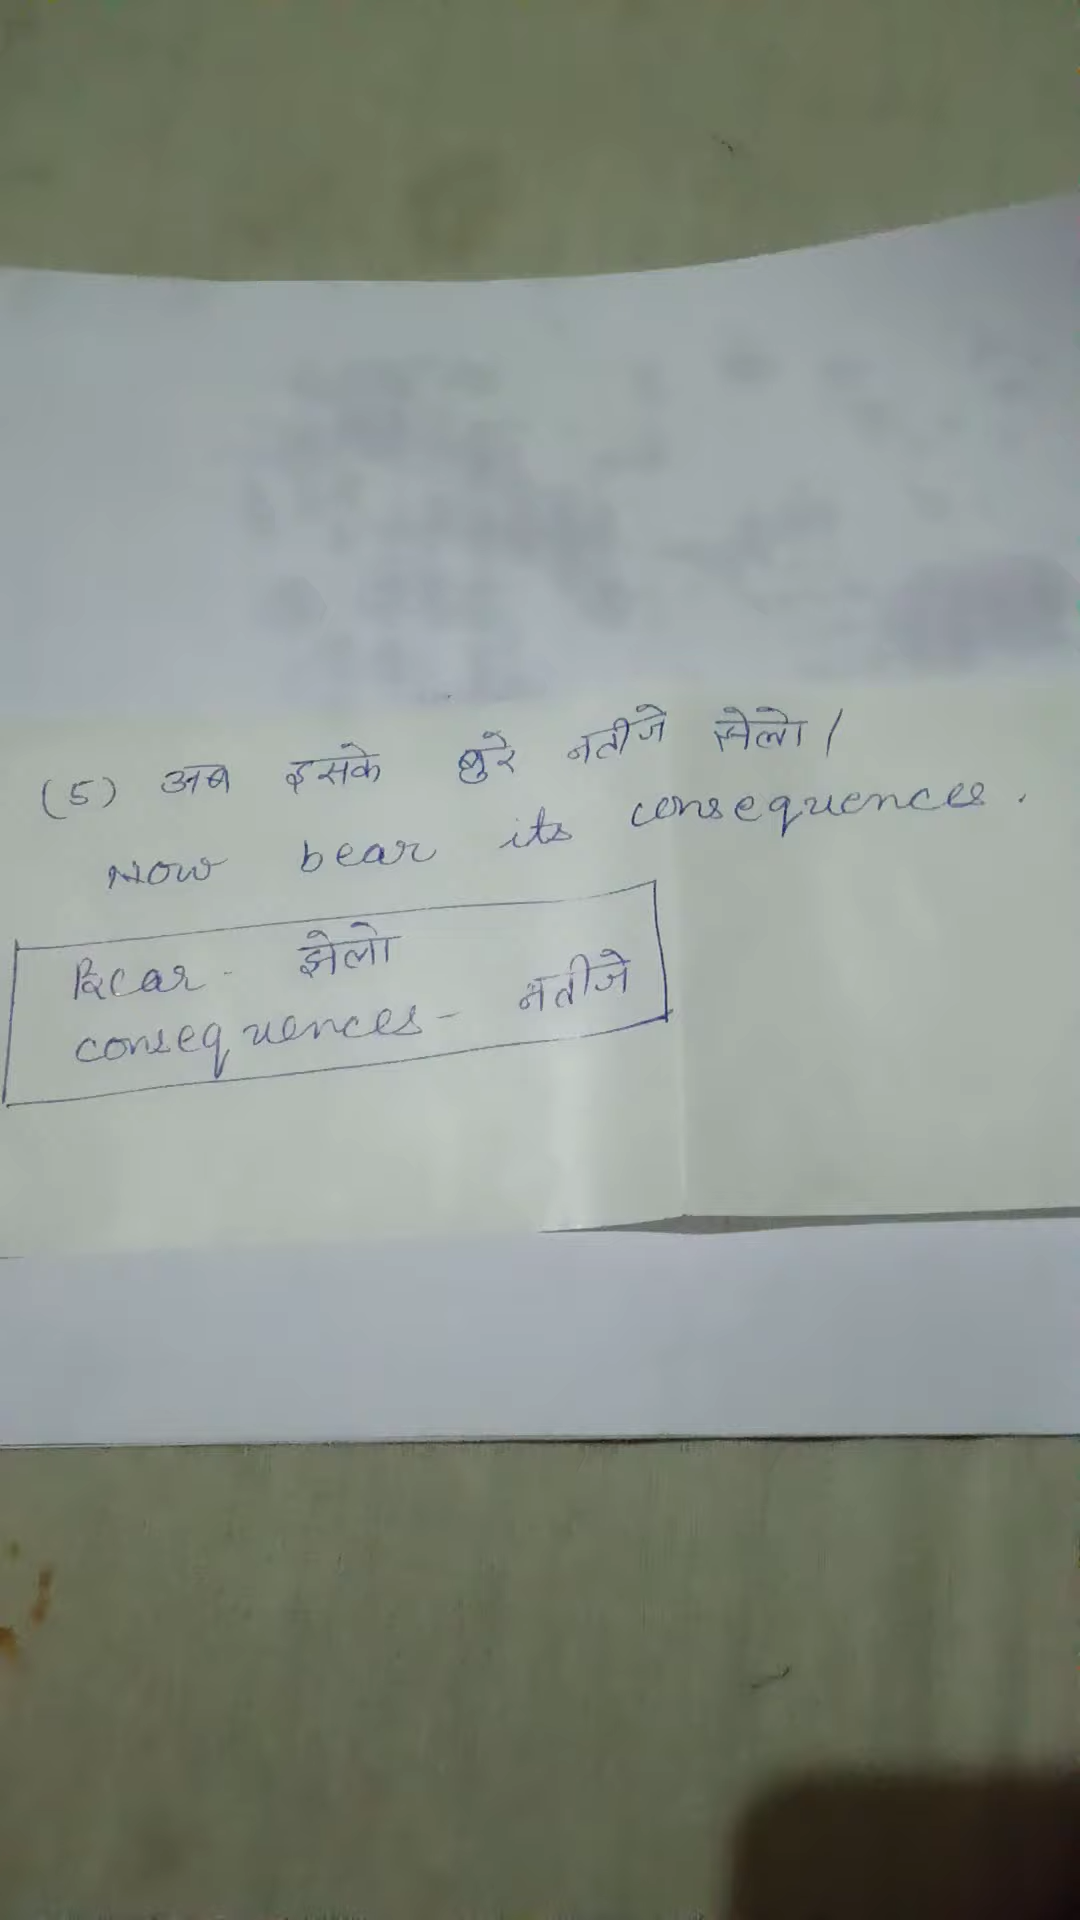 (5) अब इसके बुरे नतीजे झेलो।
Now bear its consequences.
Bear - झेलो
consequences - नतीजे